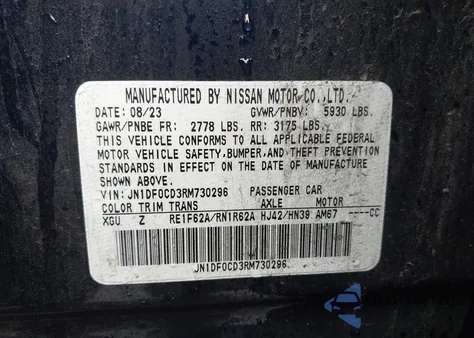 MANUFACTURED BY NISSAN MOTOR CO.,LTD.
DATE: 08/23 GVWR/PNBV: 5930 LBS.
GAWR/PNBE FR: 2778 LBS. RR: 3175 LBS.
THIS VEHICLE CONFORMS TO ALL APPLICABLE FEDERAL
MOTOR VEHICLE SAFETY,BUMPER,AND THEFT PREVENTION
STANDARDS IN EFFECT ON THE DATE OF MANUFACTURE
SHOWN ABOVE.
VIN: JN1DF0CD3RM730296 PASSENGER CAR
COLOR TRIM TRANS AXLE MOTOR
XGU Z RE1F62A/RN1R62A HJ42/HN39 AM67 ----CC
JN1DF0CD3RM730296